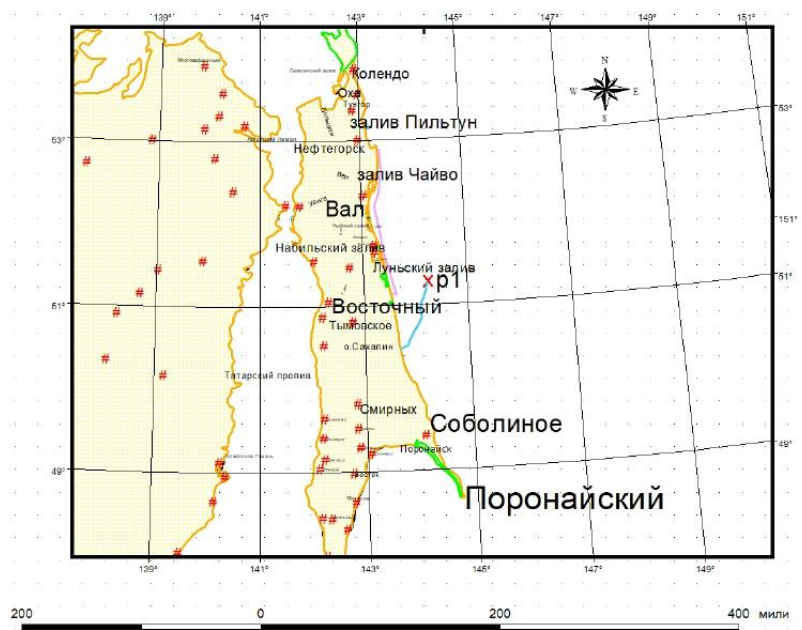 139° 141° 143° 145° 147° 149° 151°
N
W E
S
Колендо
Оха
Тунгор
залив Пильтун
53° 53°
Нефтегорск
залив Чайво
Вал
151°
Набильский залив
Луньский залив
p1
51° 51°
Восточный
Тымовское
о.Сахалин
Татарский пролив
Смирных
Соболиное
Поронайск
49° 49°
Поронайский
139° 141° 143° 145° 147° 149°
200 0 200 400 мили